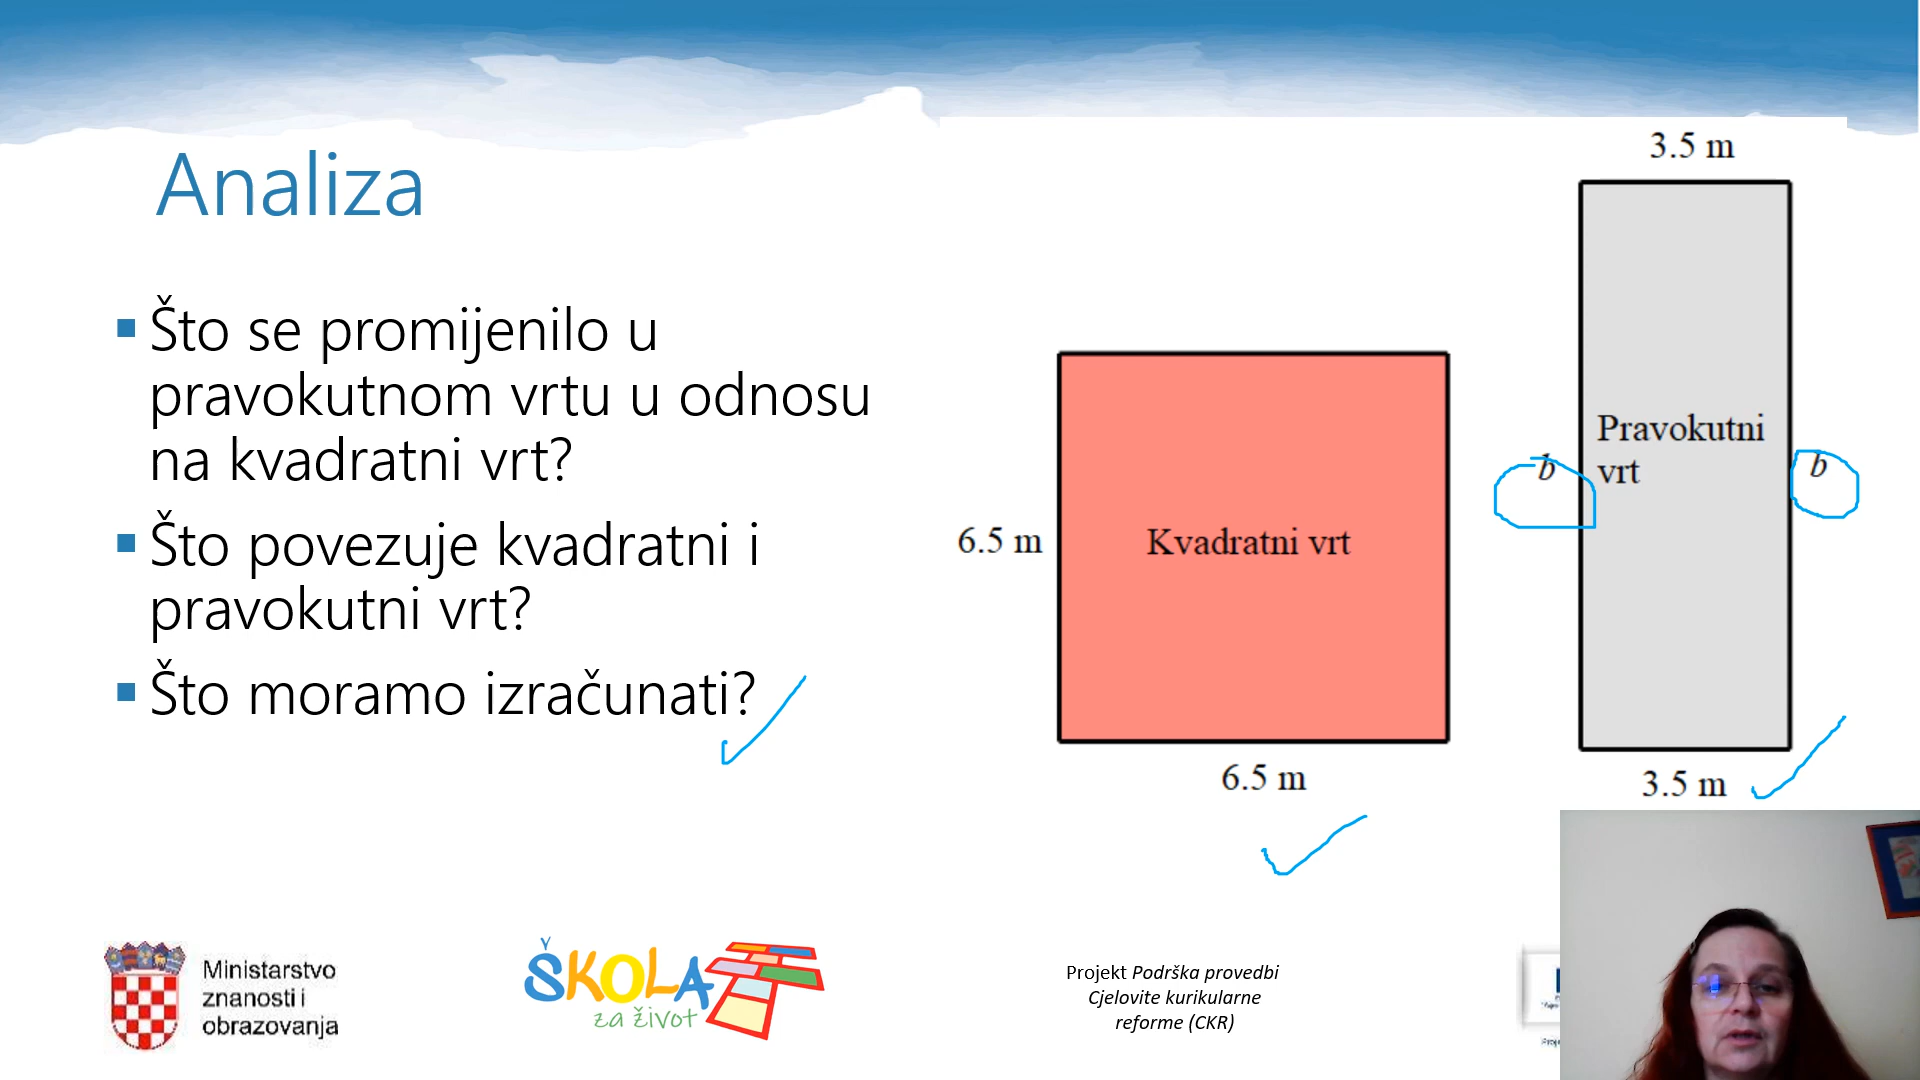 Analiza
Što se promijenilo u
pravokutnom vrtu u odnosu
na kvadratni vrt?
Što povezuje kvadratni i
pravokutni vrt?
Što moramo izračunati?
6.5 m
Kvadratni vrt
6.5 m
3.5 m
b
Pravokutni
vrt
b
3.5 m
Ministarstvo
znanosti i
obrazovanja
ŠKOLA
za život
Projekt Podrška provedbi
Cjelovite kurikularne
reforme (CKR)